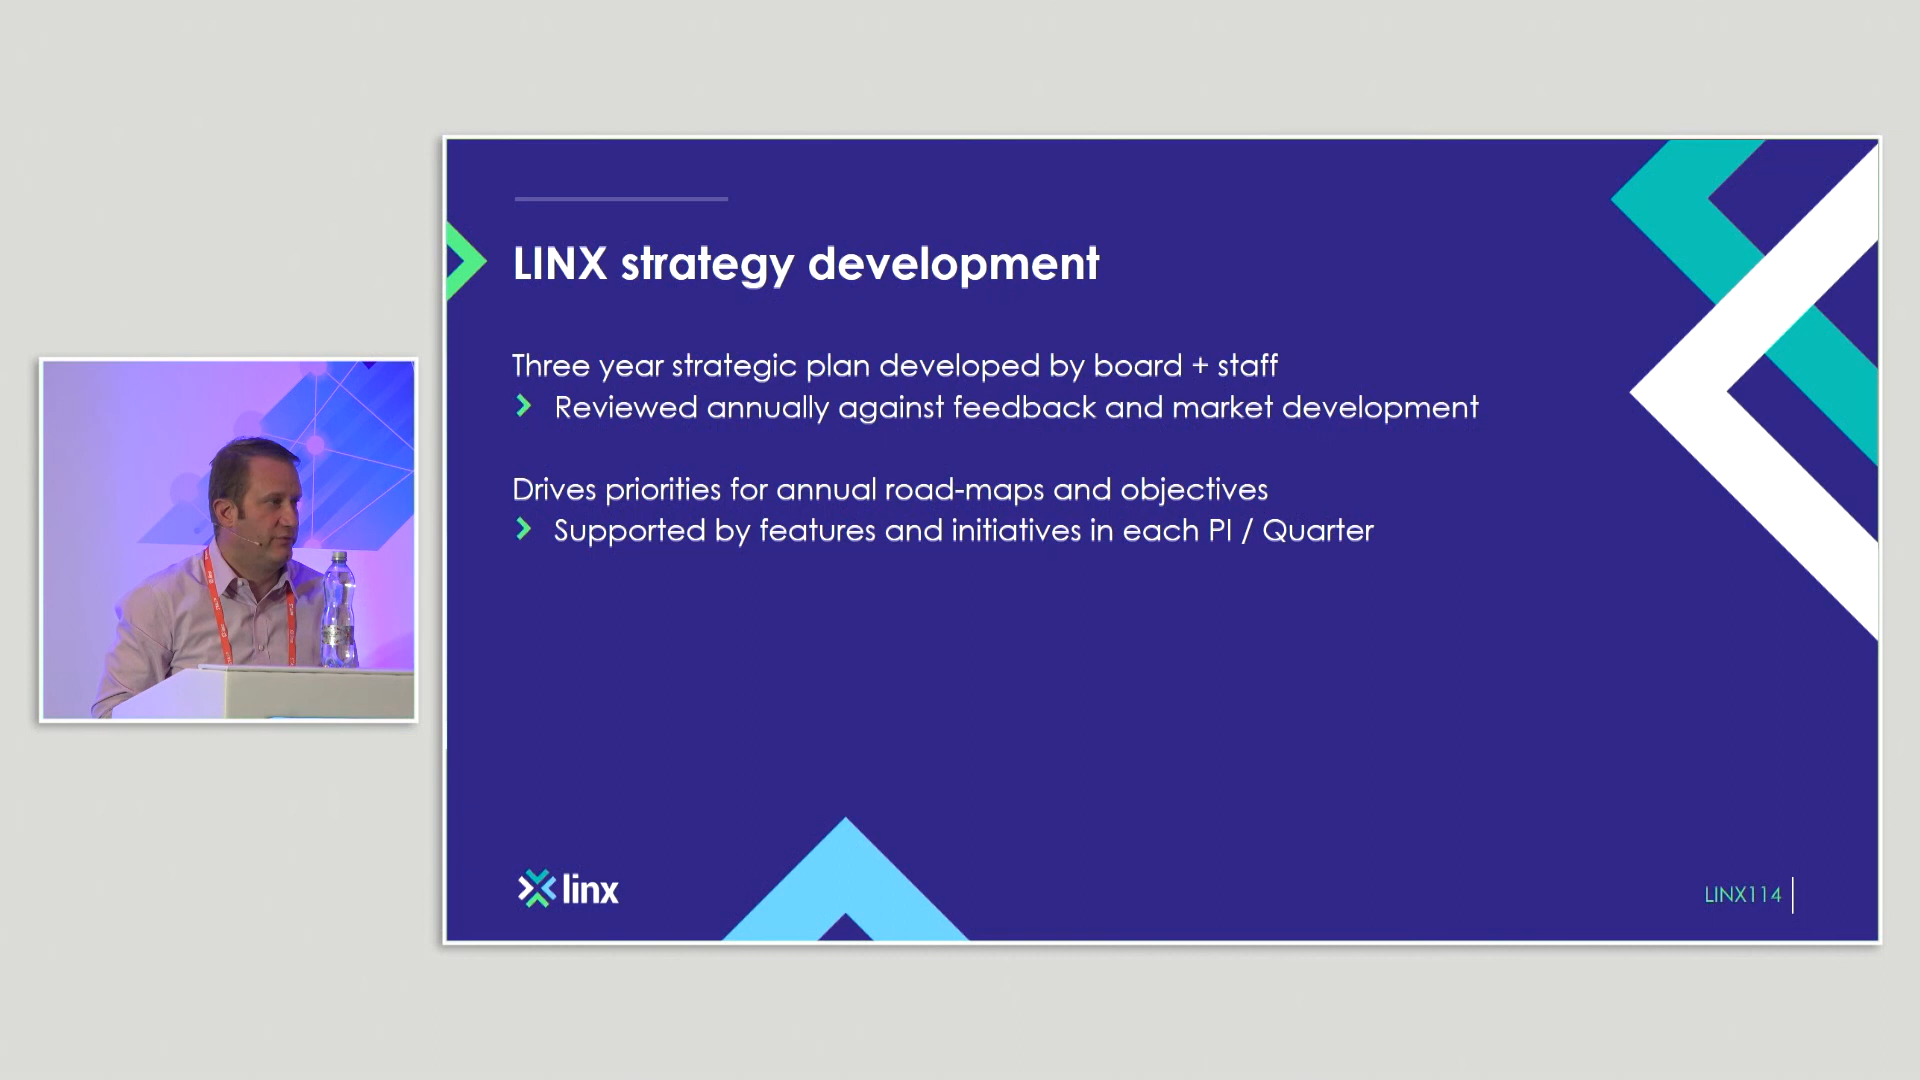 LINX strategy development
Three year strategic plan developed by board + staff
Reviewed annually against feedback and market development
Drives priorities for annual road-maps and objectives
Supported by features and initiatives in each PI / Quarter
linx
LINX114